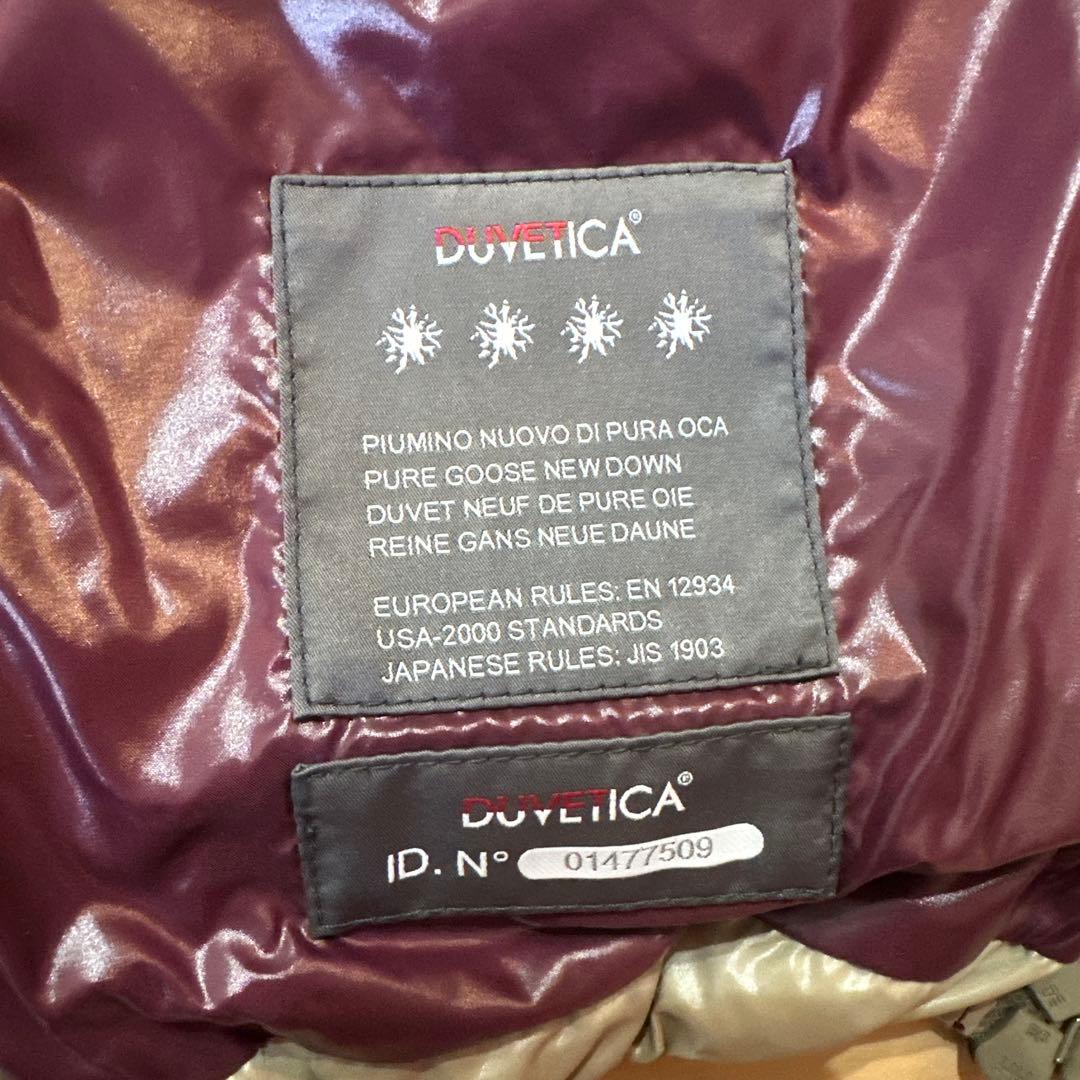 DUVETICA®
PIUMINO NUOVO DI PURA OCA
PURE GOOSE NEW DOWN
DUVET NEUF DE PURE OIE
REINE GANS NEUE DAUNE
EUROPEAN RULES: EN 12934
USA-2000 STANDARDS
JAPANESE RULES: JIS 1903
DUVETICA®
ID. N° 01477509